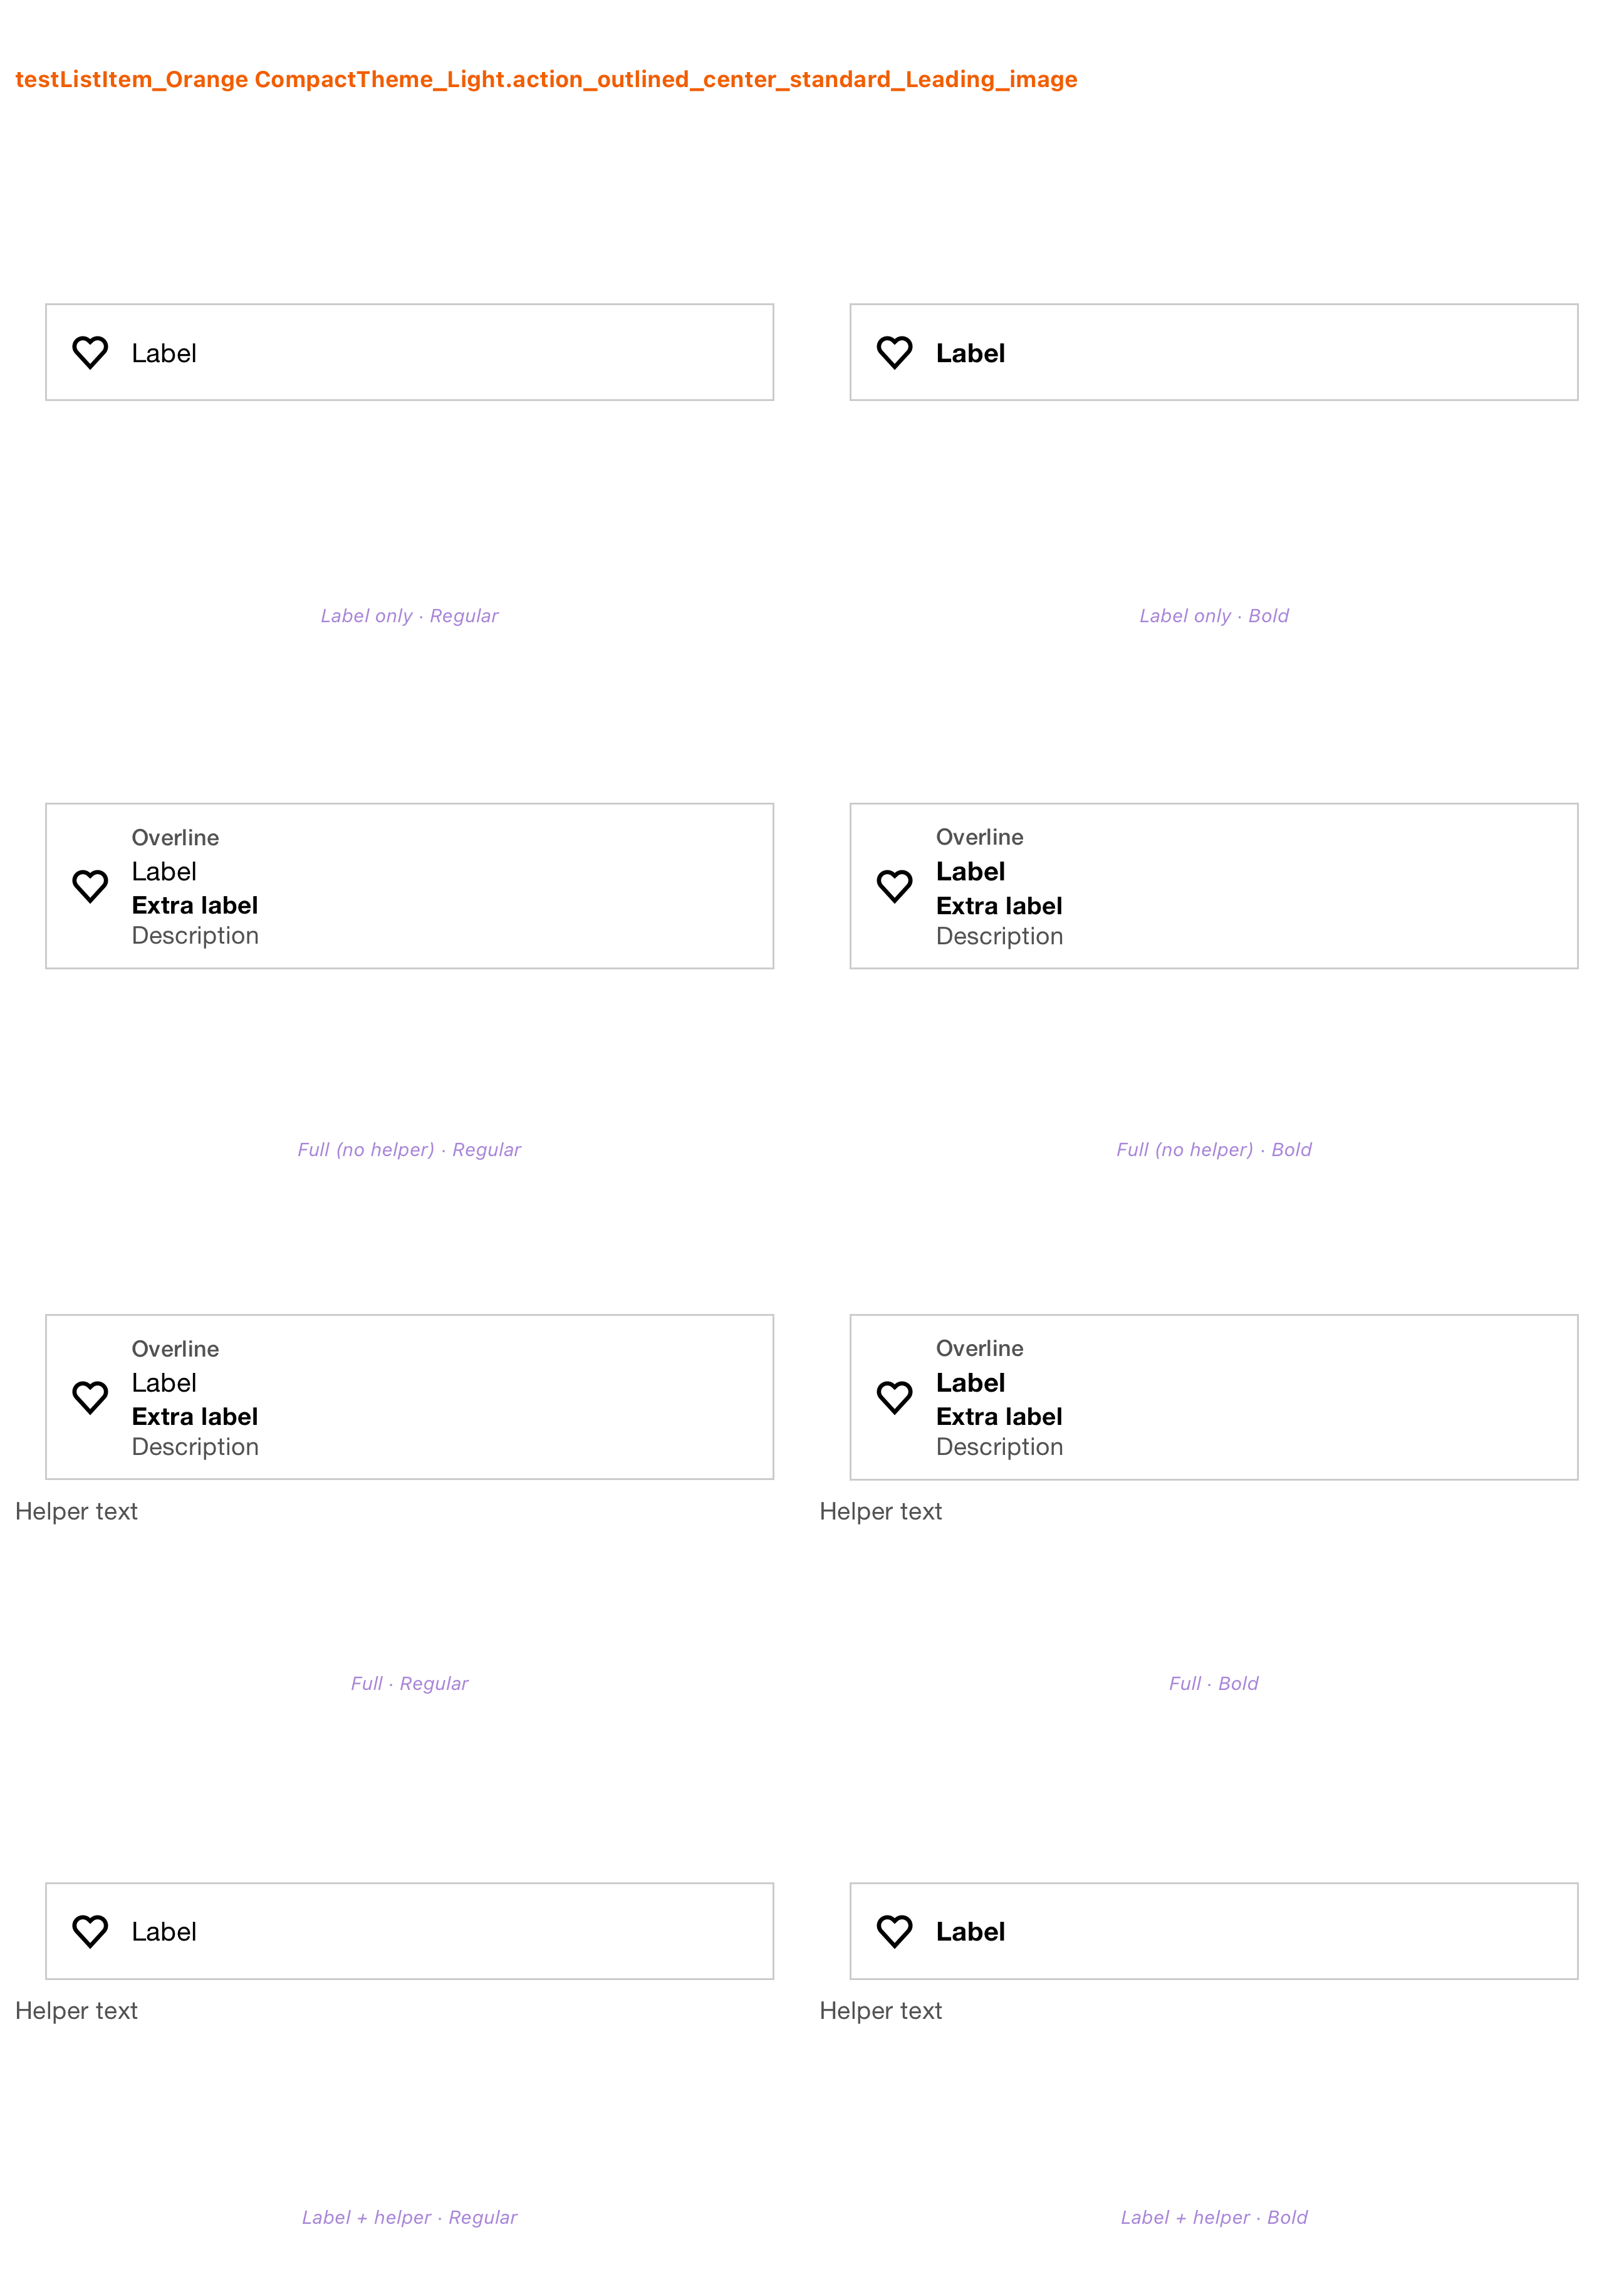 testListItem_Orange CompactTheme_Light.action_outlined_center_standard_Leading_image
Label
Label
Label only · Regular
Label only · Bold
Overline
Label
Extra label
Description
Overline
Label
Extra label
Description
Full (no helper) · Regular
Full (no helper) · Bold
Overline
Label
Extra label
Description
Helper text
Overline
Label
Extra label
Description
Helper text
Full · Regular
Full · Bold
Label
Helper text
Label
Helper text
Label + helper · Regular
Label + helper · Bold